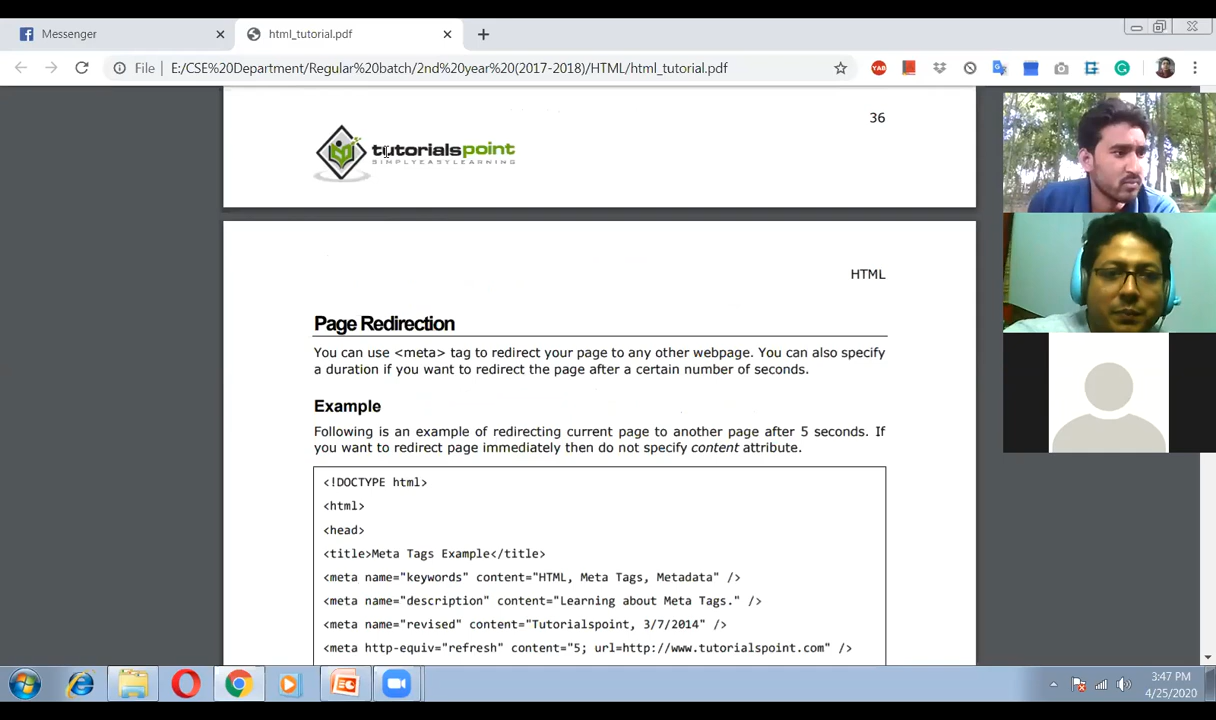 Messenger
html_tutorial.pdf
File
E:/CSE%20Department/Regular%20batch/2nd%20year%20(2017-2018)/HTML/html_tutorial.pdf
YAB
36
tutorialspoint
SIMPLYEASYLEARNING
HTML
Page Redirection
You can use <meta> tag to redirect your page to any other webpage. You can also specify
a duration if you want to redirect the page after a certain number of seconds.
Example
Following is an example of redirecting current page to another page after 5 seconds. If
you want to redirect page immediately then do not specify content attribute.
<!DOCTYPE html>
<html>
<head>
<title>Meta Tags Example</title>
<meta name="keywords" content="HTML, Meta Tags, Metadata" />
<meta name="description" content="Learning about Meta Tags." />
<meta name="revised" content="Tutorialspoint, 3/7/2014" />
<meta http-equiv="refresh" content="5; url=http://www.tutorialspoint.com" />
3:47 PM
4/25/2020